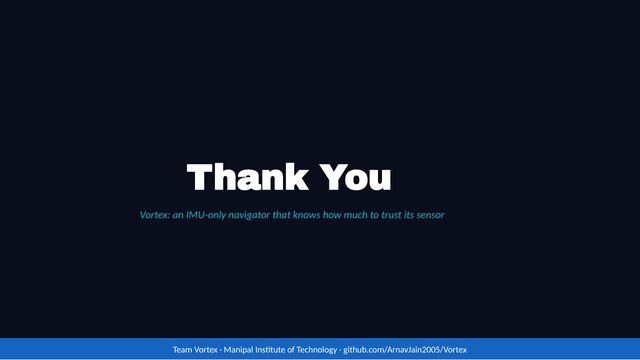 Thank You
Vortex: an IMU-only navigator that knows how much to trust its sensor
Team Vortex · Manipal Institute of Technology · github.com/ArnavJain2005/Vortex